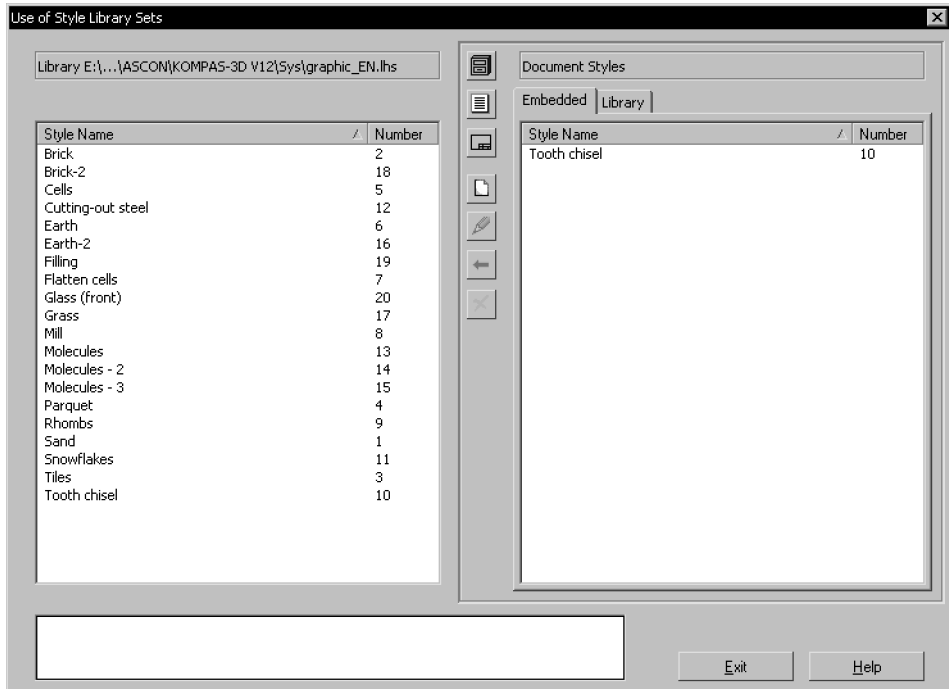 Use of Style Library Sets
Library E:\...\ASCON\KOMPAS-3D V12\Sys\graphic_EN.lhs
Style Name Number
Brick 2
Brick-2 18
Cells 5
Cutting-out steel 12
Earth 6
Earth-2 16
Filling 19
Flatten cells 7
Glass (front) 20
Grass 17
Mill 8
Molecules 13
Molecules - 2 14
Molecules - 3 15
Parquet 4
Rhombs 9
Sand 1
Snowflakes 11
Tiles 3
Tooth chisel 10
Document Styles
Embedded Library
Style Name Number
Tooth chisel 10
Exit Help